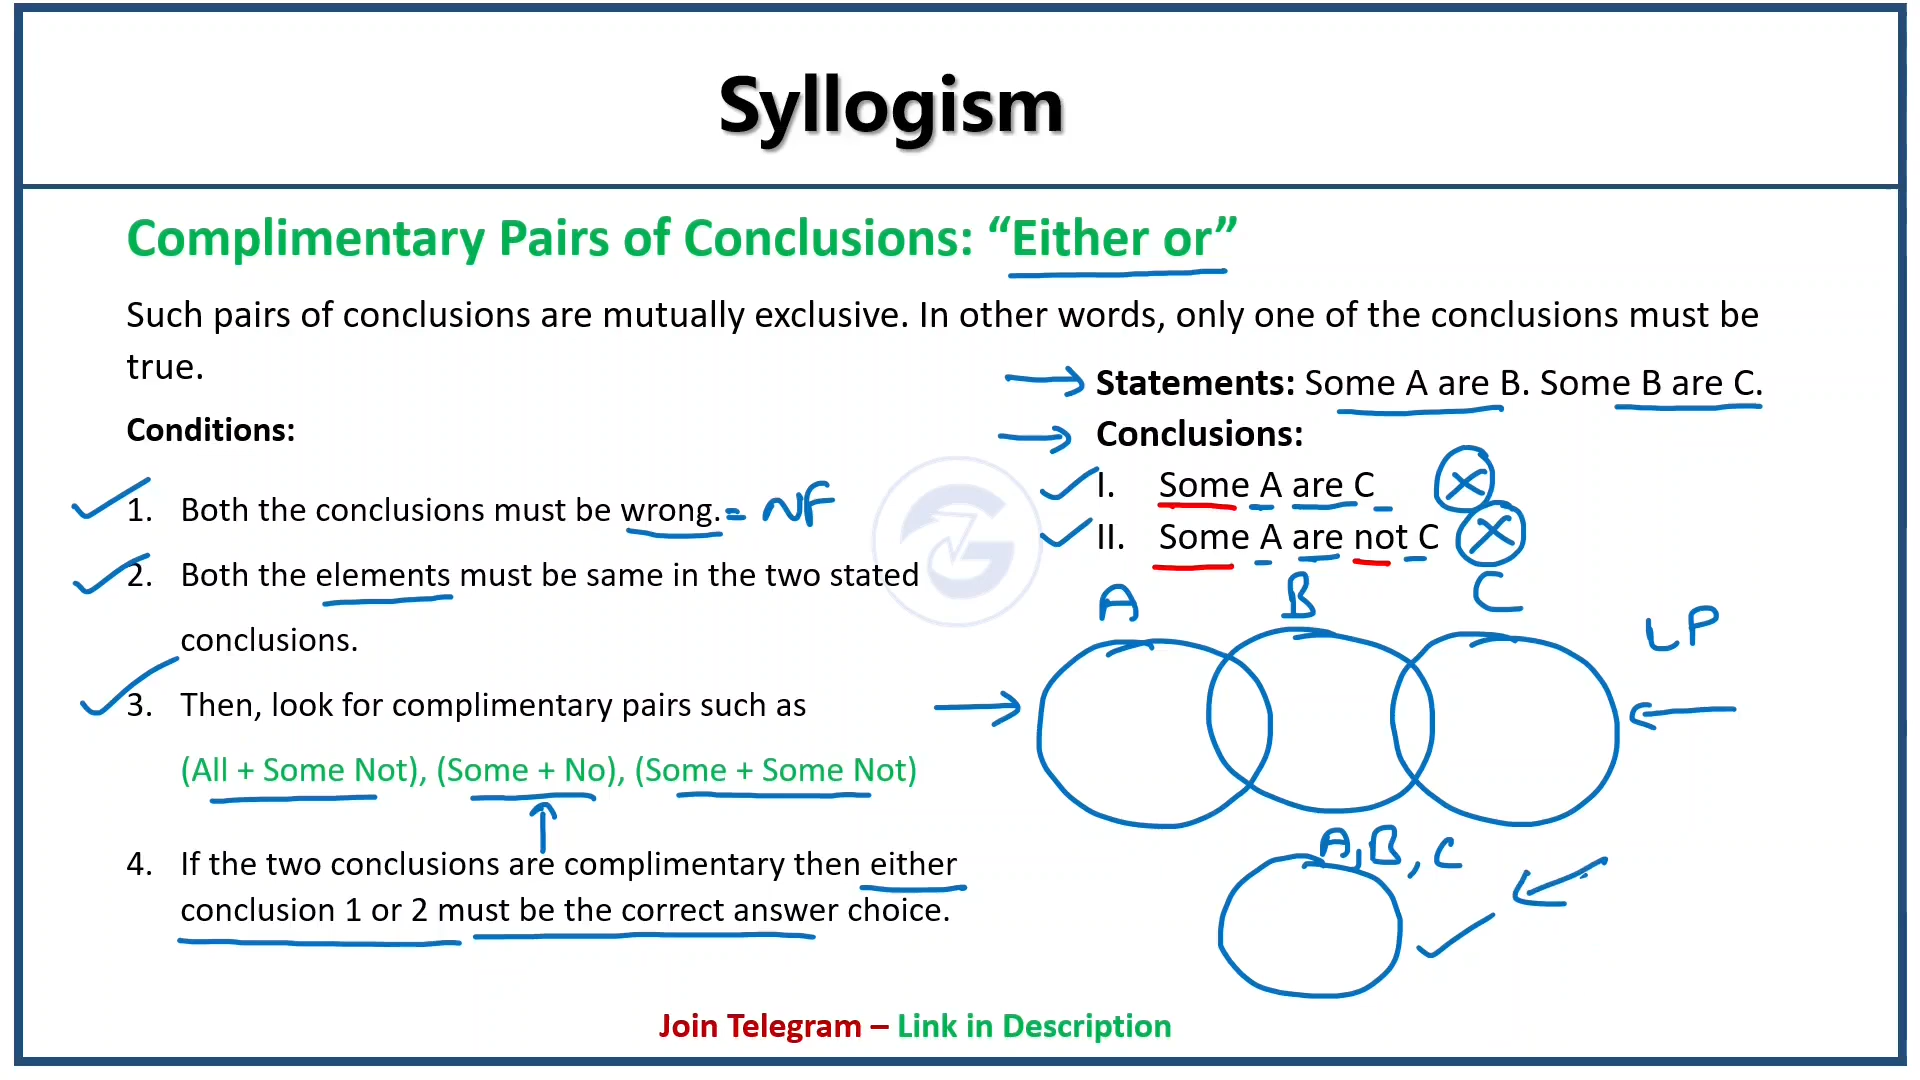 Syllogism
Complimentary Pairs of Conclusions: “Either or”
Such pairs of conclusions are mutually exclusive. In other words, only one of the conclusions must be
true.
Conditions:
1. Both the conclusions must be wrong. = NF
2. Both the elements must be same in the two stated
conclusions.
3. Then, look for complimentary pairs such as
(All + Some Not), (Some + No), (Some + Some Not)
4. If the two conclusions are complimentary then either
conclusion 1 or 2 must be the correct answer choice.
Statements: Some A are B. Some B are C.
Conclusions:
I. Some A are C
II. Some A are not C
A B C
LP
A, B, C
Join Telegram – Link in Description